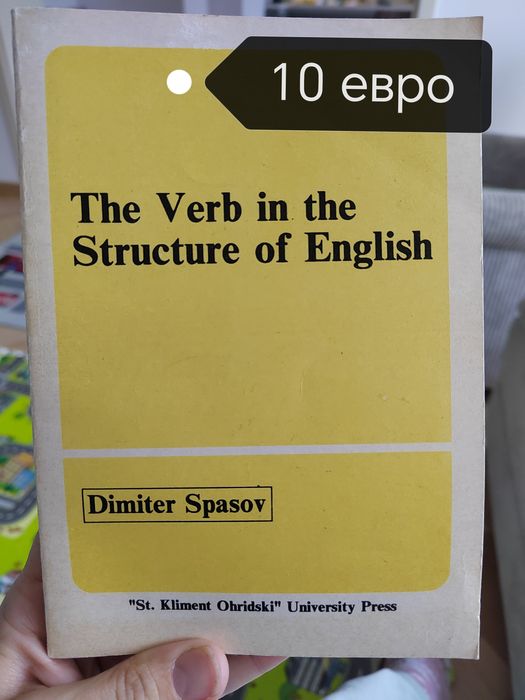 10 евро
The Verb in the
Structure of English
Dimiter Spasov
"St. Kliment Ohridski" University Press